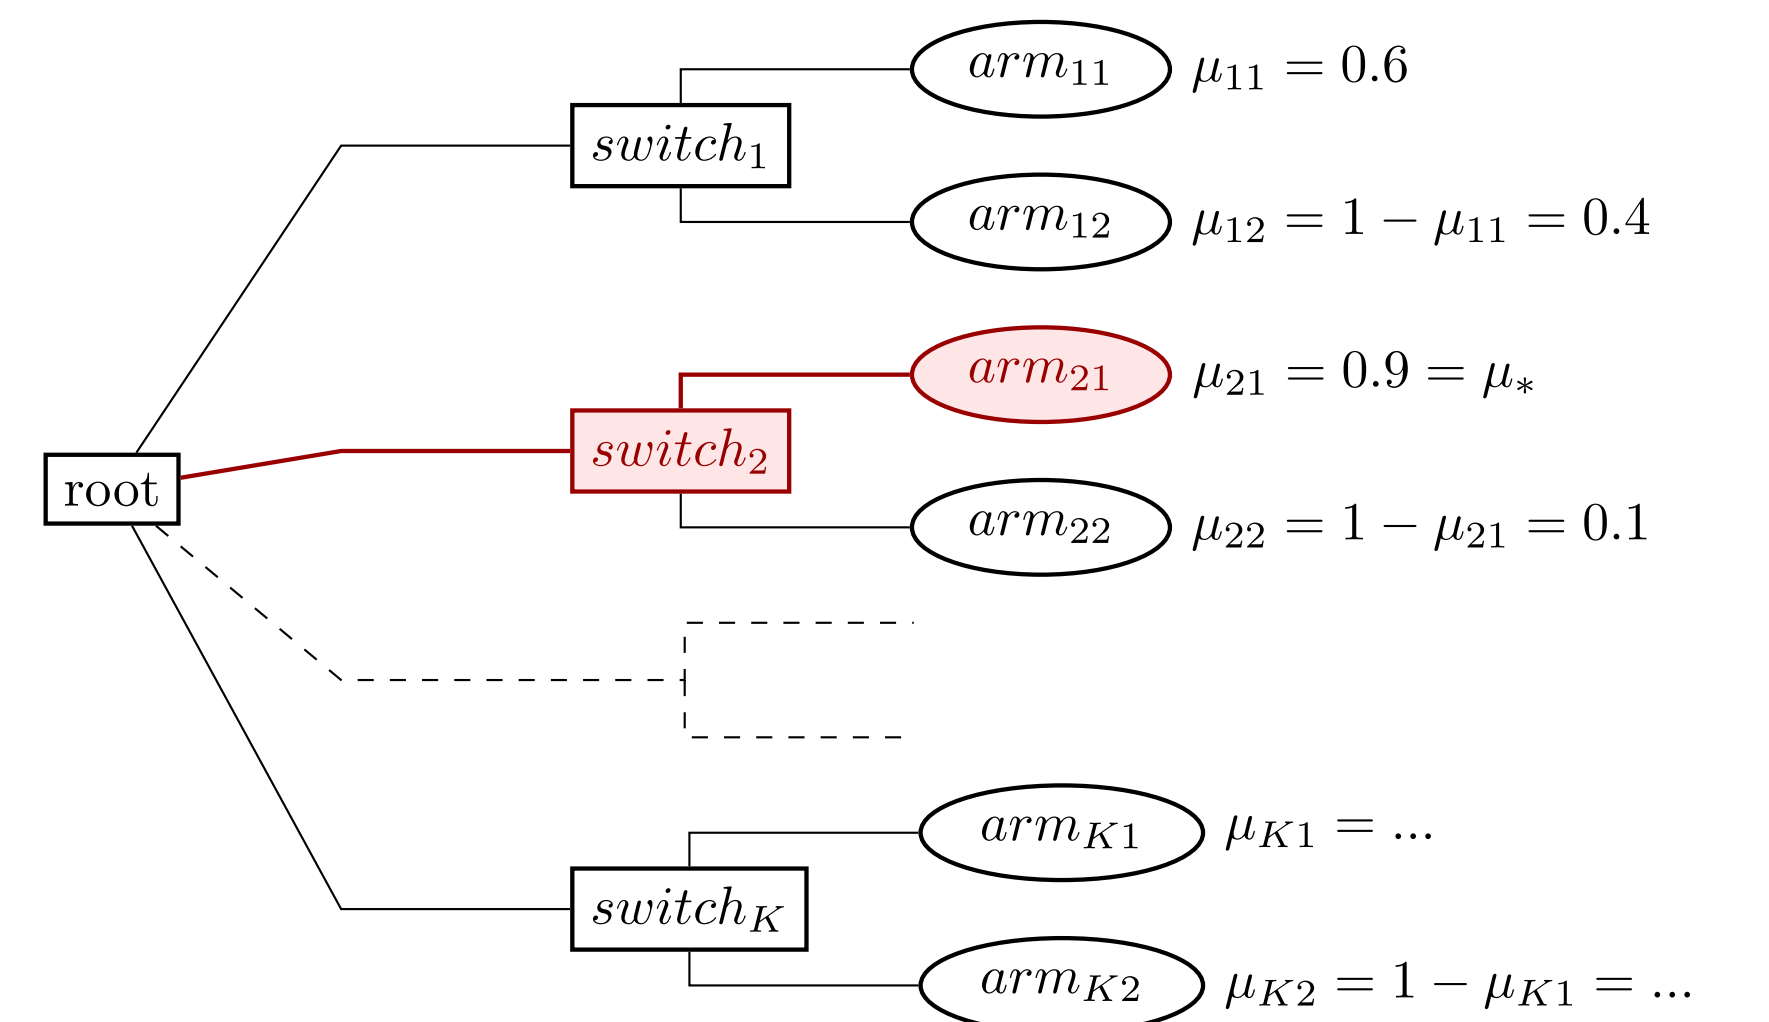 arm₁₁ μ₁₁ = 0.6
switch₁
arm₁₂ μ₁₂ = 1 − μ₁₁ = 0.4
arm₂₁ μ₂₁ = 0.9 = μ∗
switch₂
root
arm₂₂ μ₂₂ = 1 − μ₂₁ = 0.1
arm_K1 μ_K1 = ...
switch_K
arm_K2 μ_K2 = 1 − μ_K1 = ...